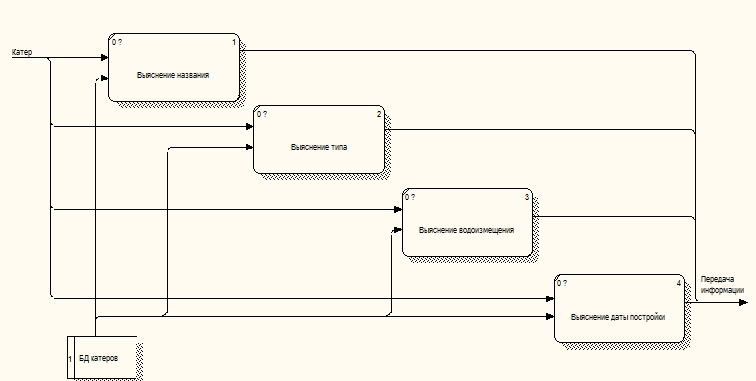 Катер
0 ? 1
Выяснение названия
0 ? 2
Выяснение типа
0 ? 3
Выяснение водоизмещения
Передача
информации
0 ? 4
Выяснение даты постройки
1 БД катеров